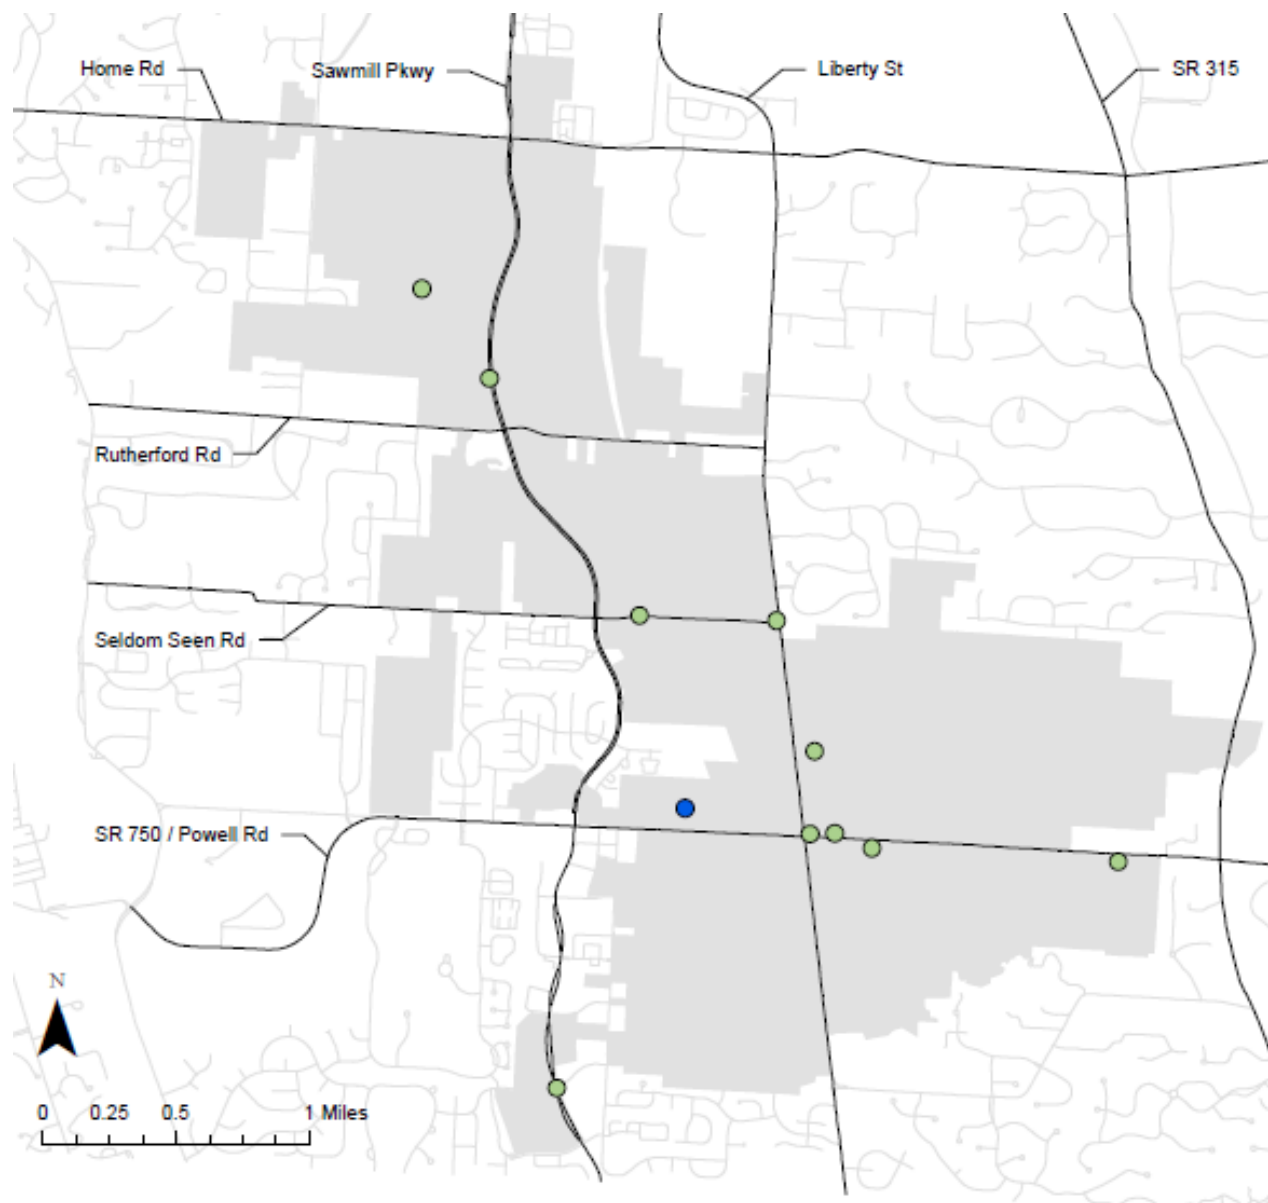 Home Rd
Sawmill Pkwy
Liberty St
SR 315
Rutherford Rd
Seldom Seen Rd
SR 750 / Powell Rd
N
0 0.25 0.5 1 Miles